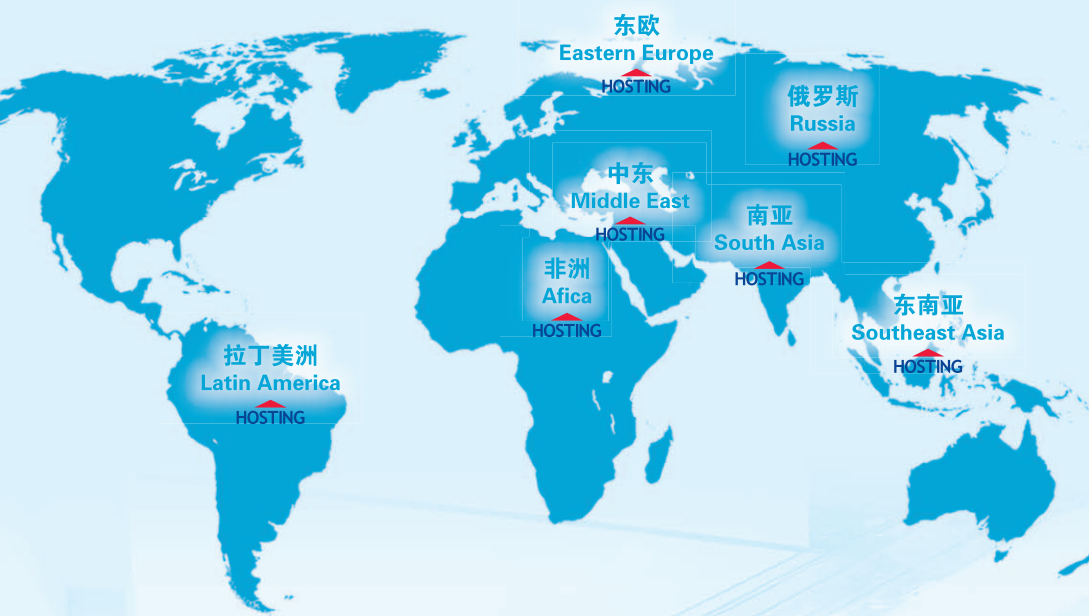 东欧
Eastern Europe
HOSTING
俄罗斯
Russia
HOSTING
中东
Middle East
HOSTING
南亚
South Asia
HOSTING
非洲
Afica
HOSTING
东南亚
Southeast Asia
HOSTING
拉丁美洲
Latin America
HOSTING